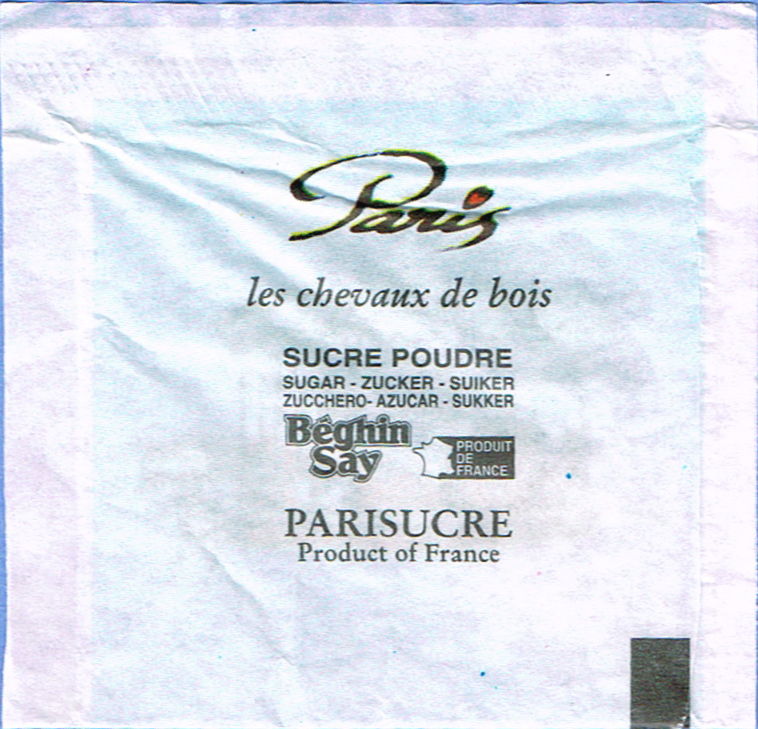 Paris
les chevaux de bois
SUCRE POUDRE
SUGAR - ZUCKER - SUIKER
ZUCCHERO- AZUCAR - SUKKER
Béghin
Say
PRODUIT
DE
FRANCE
PARISUCRE
Product of France